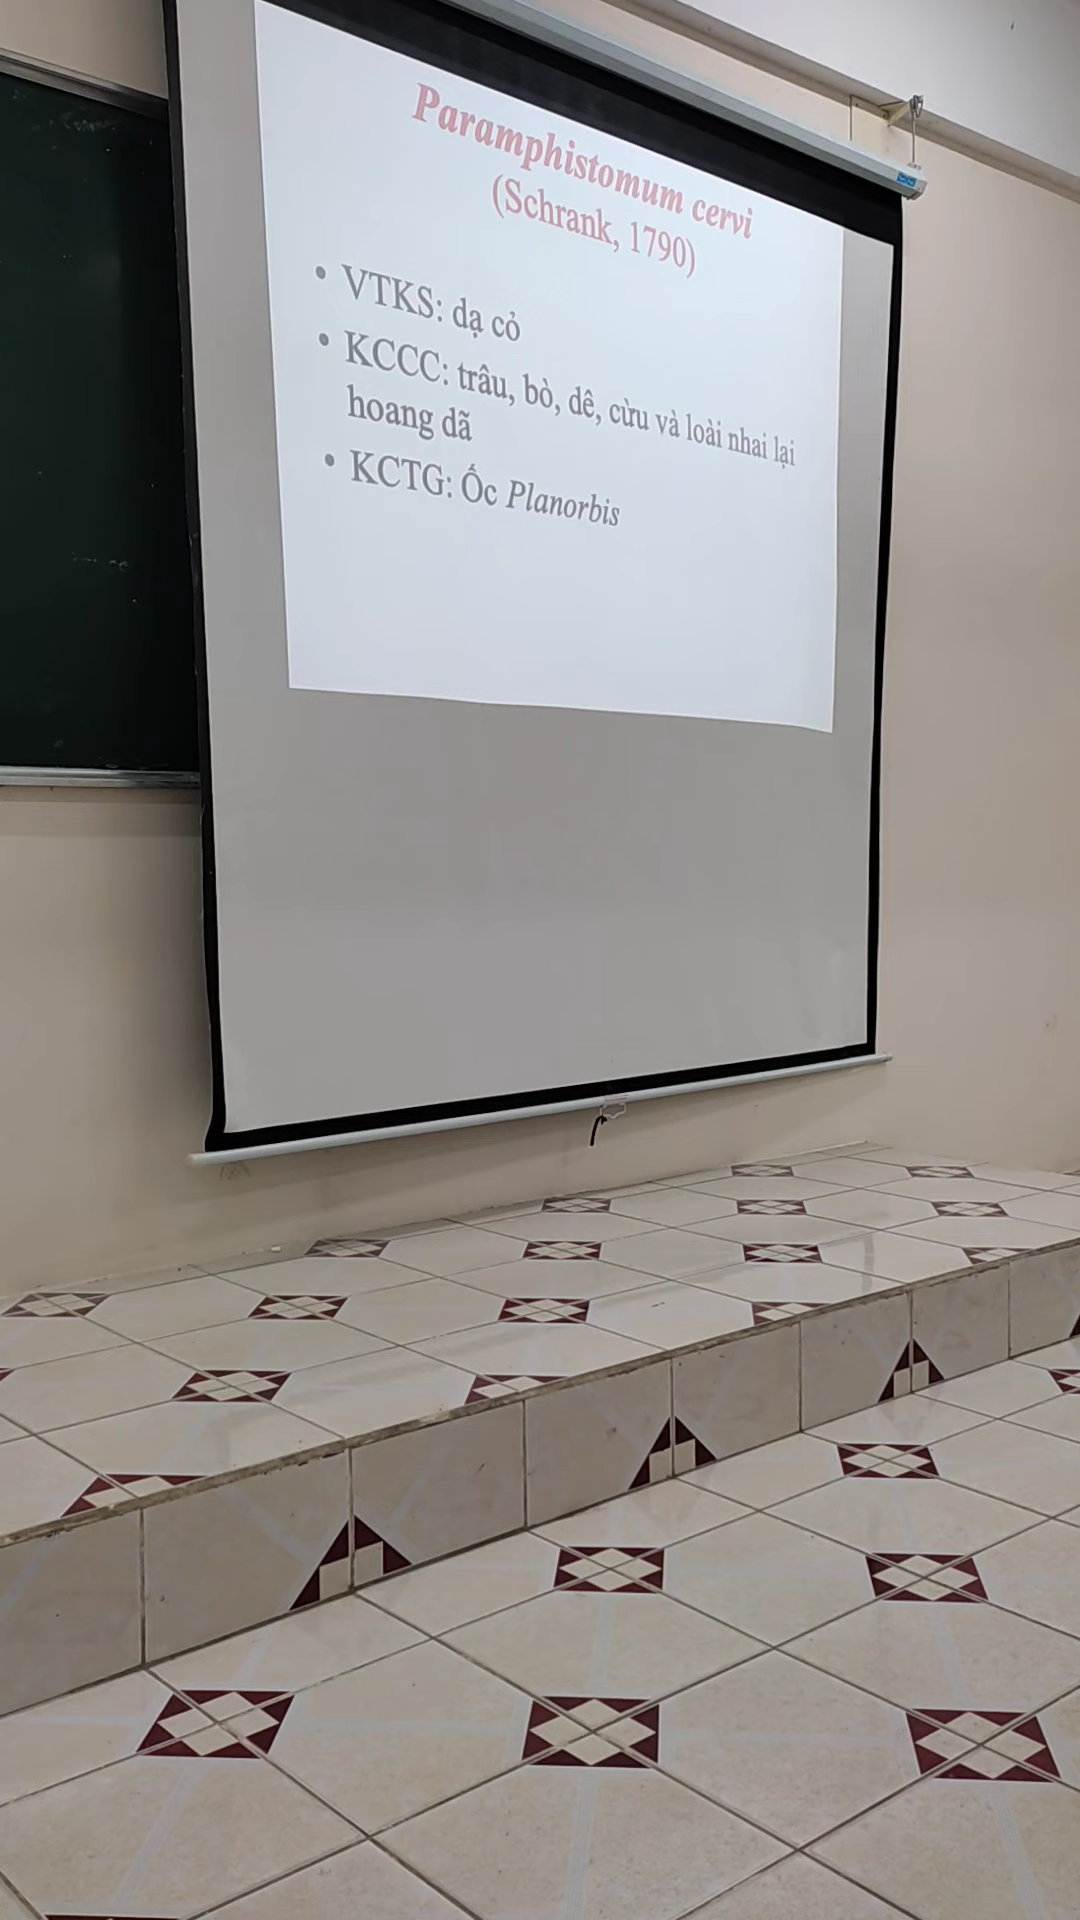 Paramphistomum cervi
(Schrank, 1790)
• VTKS: dạ cỏ
• KCCC: trâu, bò, dê, cừu và loài nhai lại
hoang dã
• KCTG: Ốc Planorbis